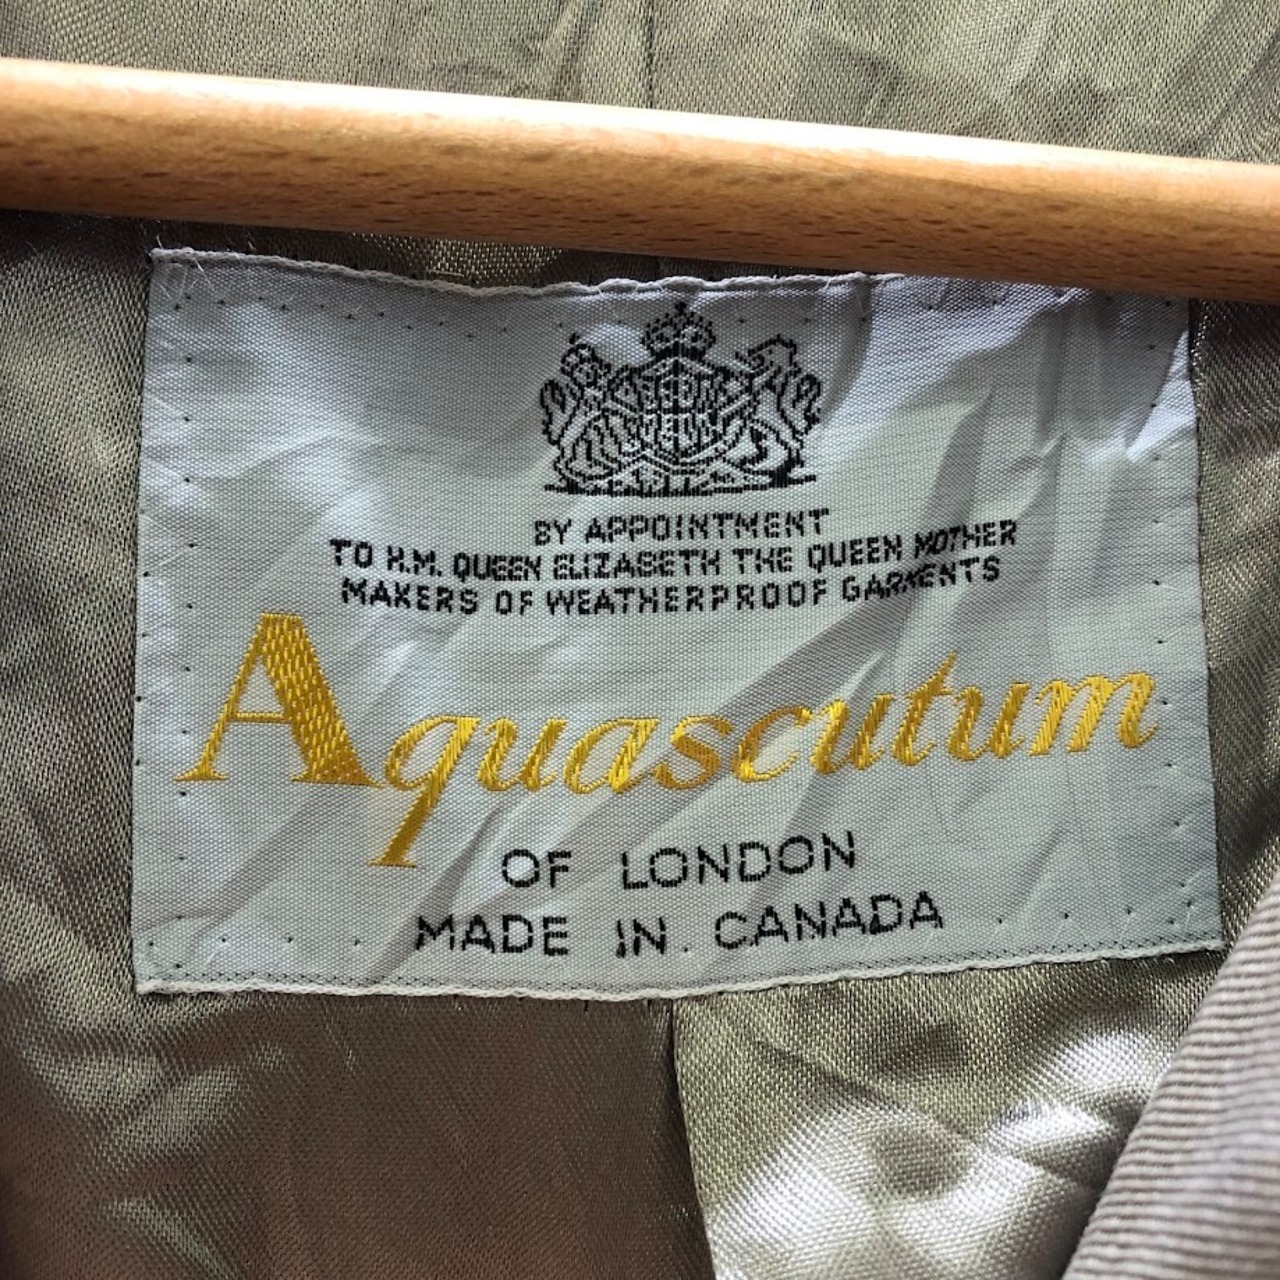 BY APPOINTMENT
TO H.M. QUEEN ELIZABETH THE QUEEN MOTHER
MAKERS OF WEATHERPROOF GARMENTS
Aquascutum
OF LONDON
MADE IN CANADA